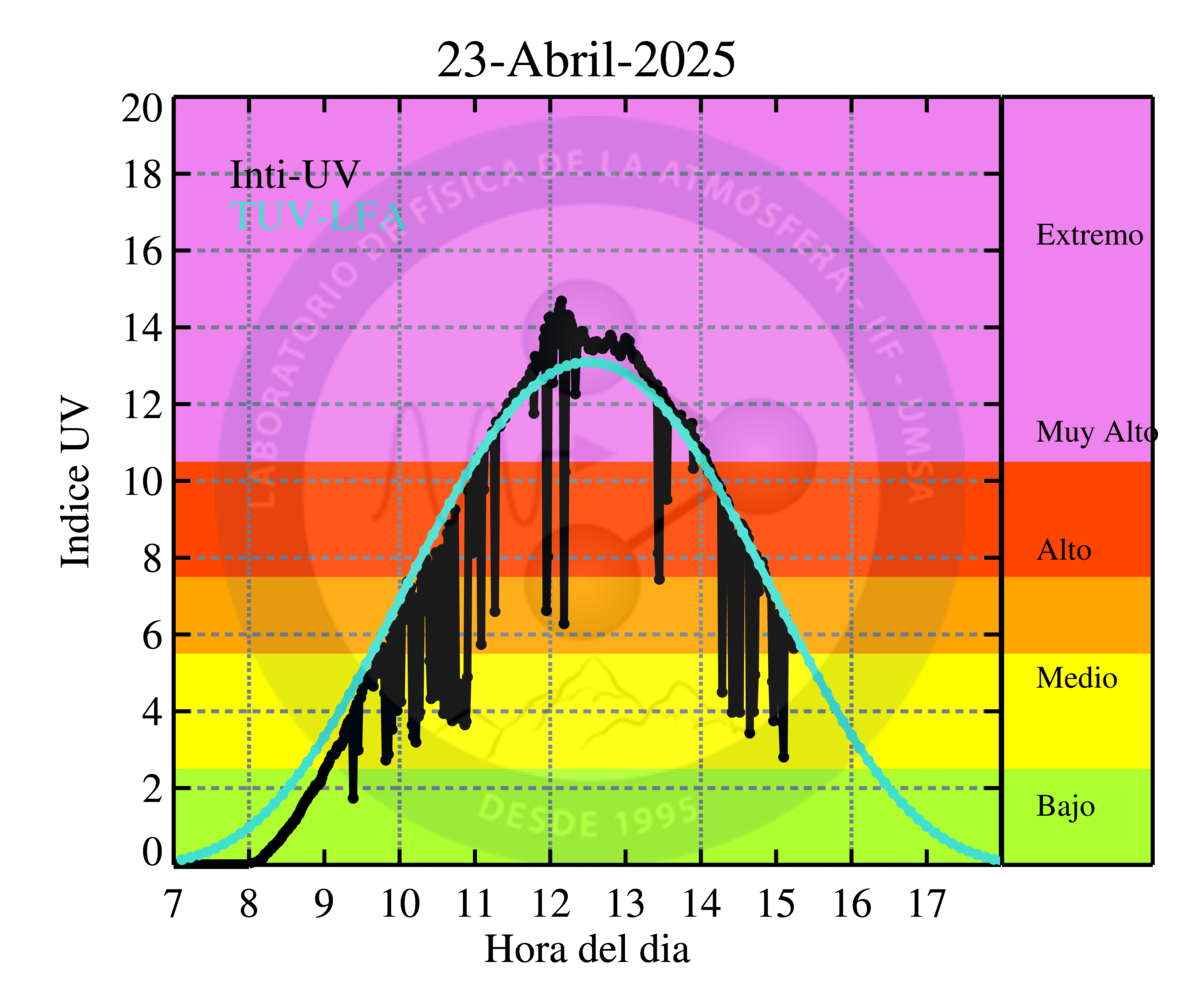 23-Abril-2025
20
18
16
14
12
10
8
6
4
2
0
Indice UV
Inti-UV
TUV-LFA
LABORATORIO DE FÍSICA DE LA ATMÓSFERA - IIF - UMSA
DESDE 1995
Extremo
Muy Alto
Alto
Medio
Bajo
7 8 9 10 11 12 13 14 15 16 17
Hora del dia